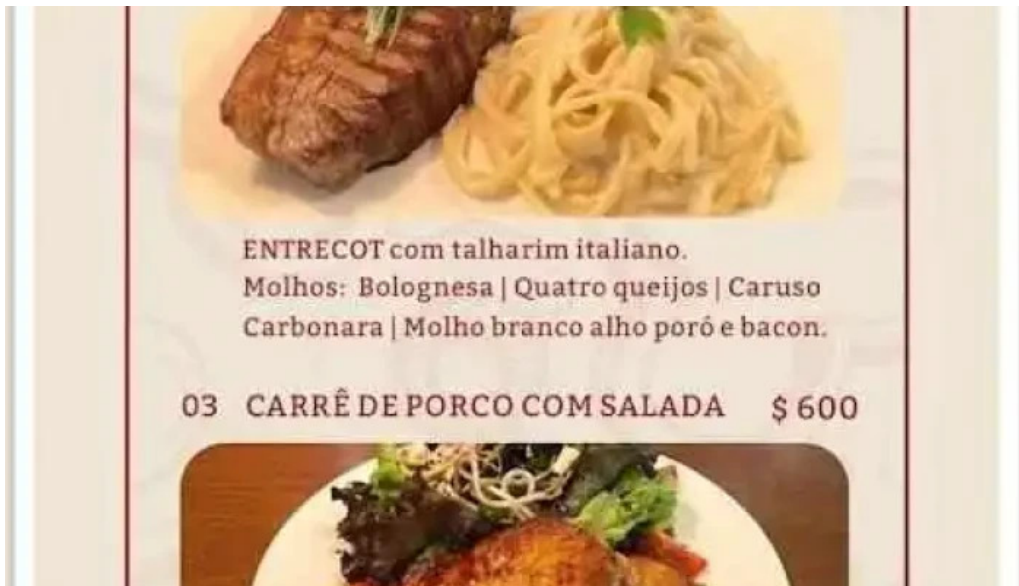 ENTRECOT com talharim italiano.
Molhos: Bolognesa | Quatro queijos | Caruso
Carbonara | Molho branco alho poró e bacon.
03 CARRÊ DE PORCO COM SALADA $ 600